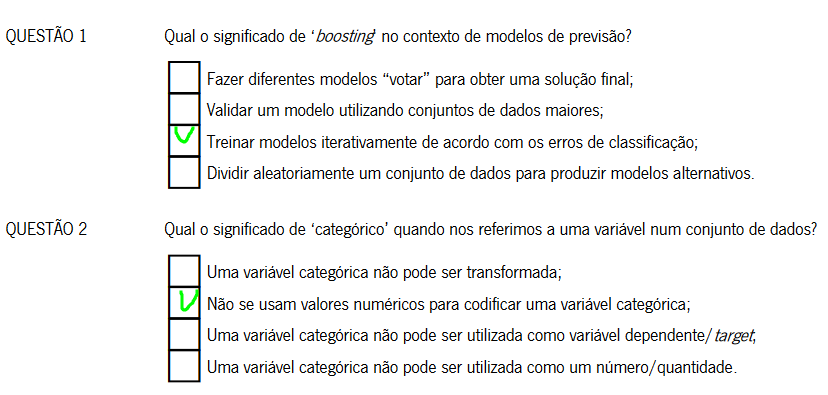 QUESTÃO 1 Qual o significado de ‘boosting’ no contexto de modelos de previsão?
Fazer diferentes modelos “votar” para obter uma solução final;
Validar um modelo utilizando conjuntos de dados maiores;
Treinar modelos iterativamente de acordo com os erros de classificação;
Dividir aleatoriamente um conjunto de dados para produzir modelos alternativos.
QUESTÃO 2 Qual o significado de ‘categórico’ quando nos referimos a uma variável num conjunto de dados?
Uma variável categórica não pode ser transformada;
Não se usam valores numéricos para codificar uma variável categórica;
Uma variável categórica não pode ser utilizada como variável dependente/target;
Uma variável categórica não pode ser utilizada como um número/quantidade.